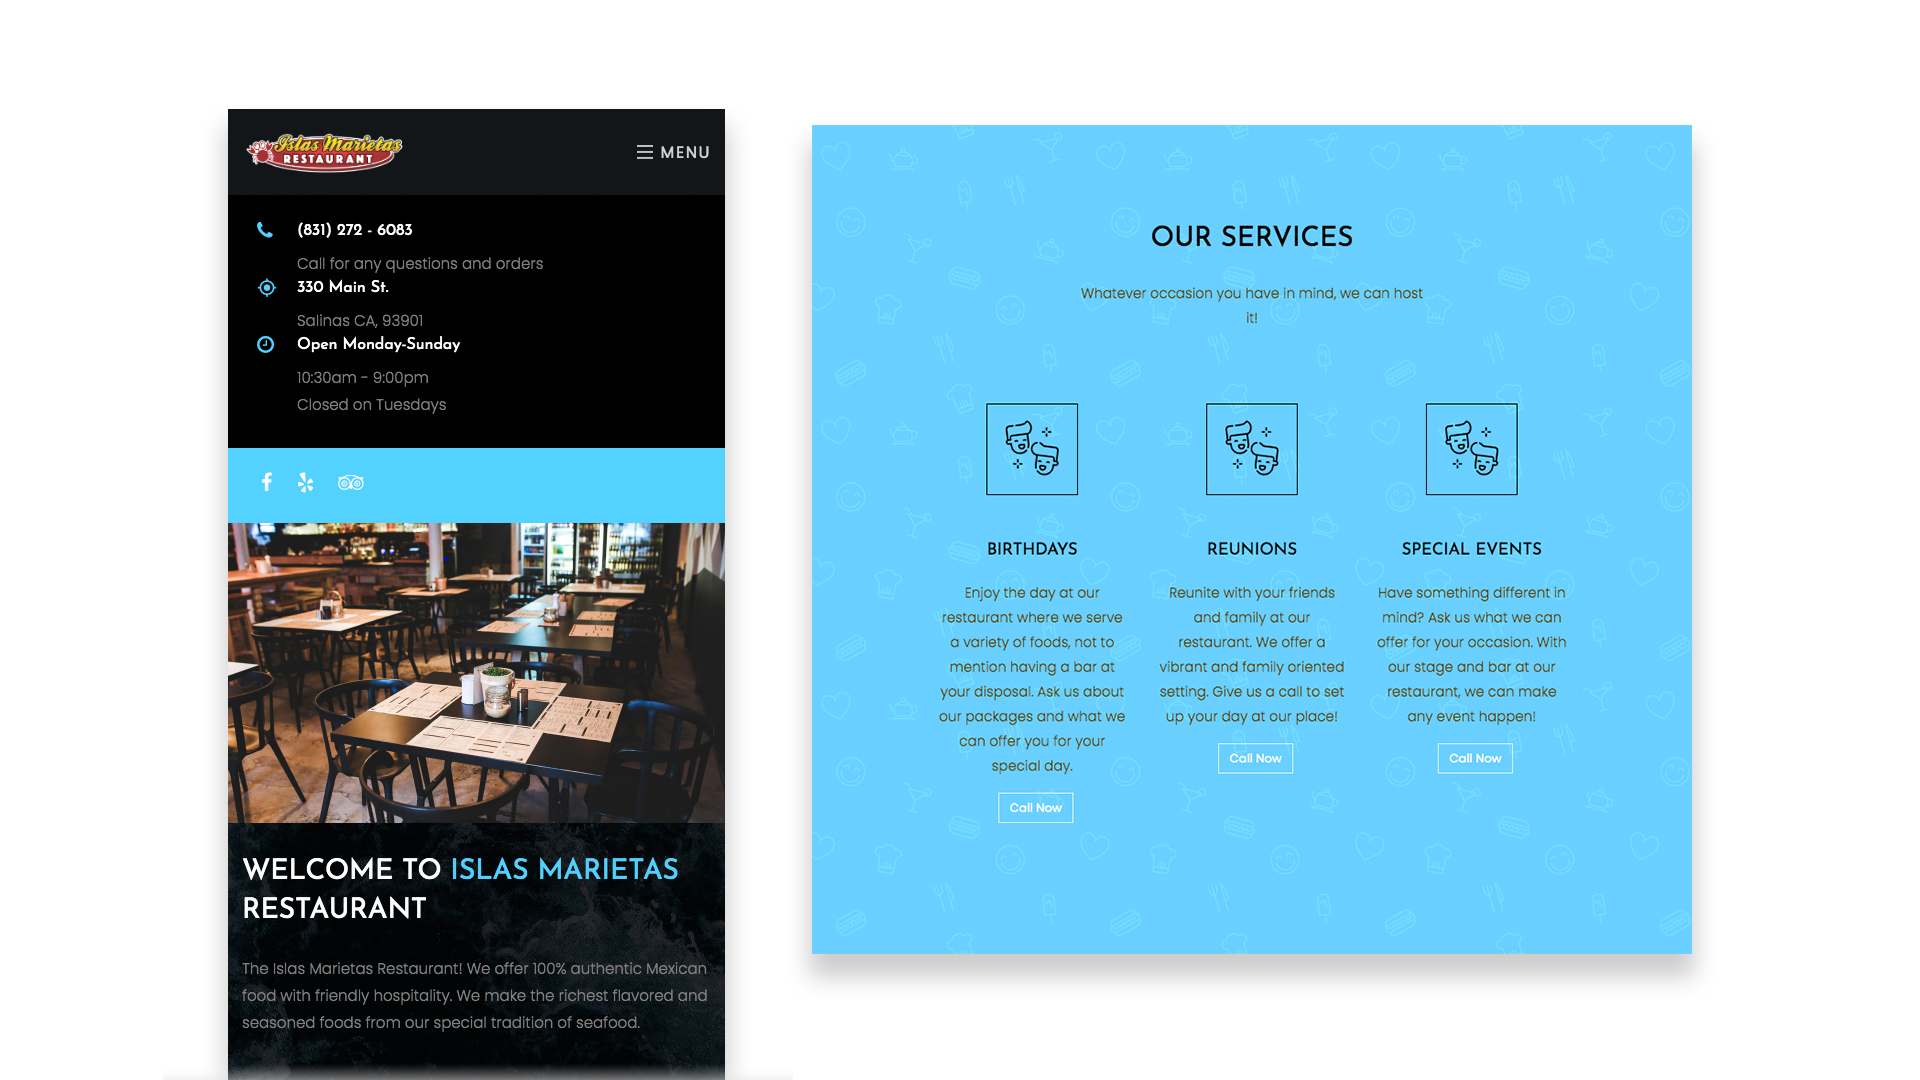 Islas Marietas
RESTAURANT
MENU
(831) 272 - 6083
Call for any questions and orders
330 Main St.
Salinas CA, 93901
Open Monday-Sunday
10:30am - 9:00pm
Closed on Tuesdays
WELCOME TO ISLAS MARIETAS
RESTAURANT
The Islas Marietas Restaurant! We offer 100% authentic Mexican
food with friendly hospitality. We make the richest flavored and
seasoned foods from our special tradition of seafood.
OUR SERVICES
Whatever occasion you have in mind, we can host
it!
BIRTHDAYS
Enjoy the day at our
restaurant where we serve
a variety of foods, not to
mention having a bar at
your disposal. Ask us about
our packages and what we
can offer you for your
special day.
Call Now
REUNIONS
Reunite with your friends
and family at our
restaurant. We offer a
vibrant and family oriented
setting. Give us a call to set
up your day at our place!
Call Now
SPECIAL EVENTS
Have something different in
mind? Ask us what we can
offer for your occasion. With
our stage and bar at our
restaurant, we can make
any event happen!
Call Now